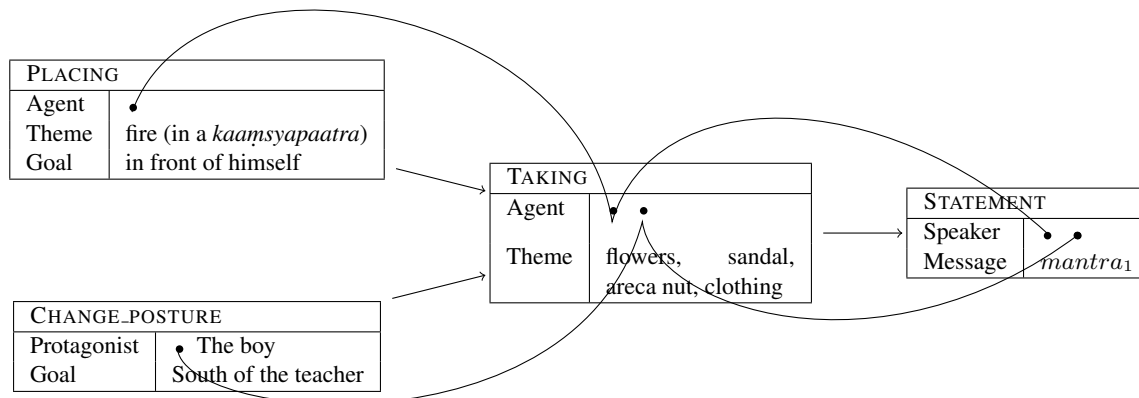 PLACING
Agent
Theme fire (in a kaaṃsyapaatra)
Goal in front of himself
TAKING
Agent
Theme flowers, sandal,
areca nut, clothing
STATEMENT
Speaker
Message mantra₁
CHANGE_POSTURE
Protagonist The boy
Goal South of the teacher